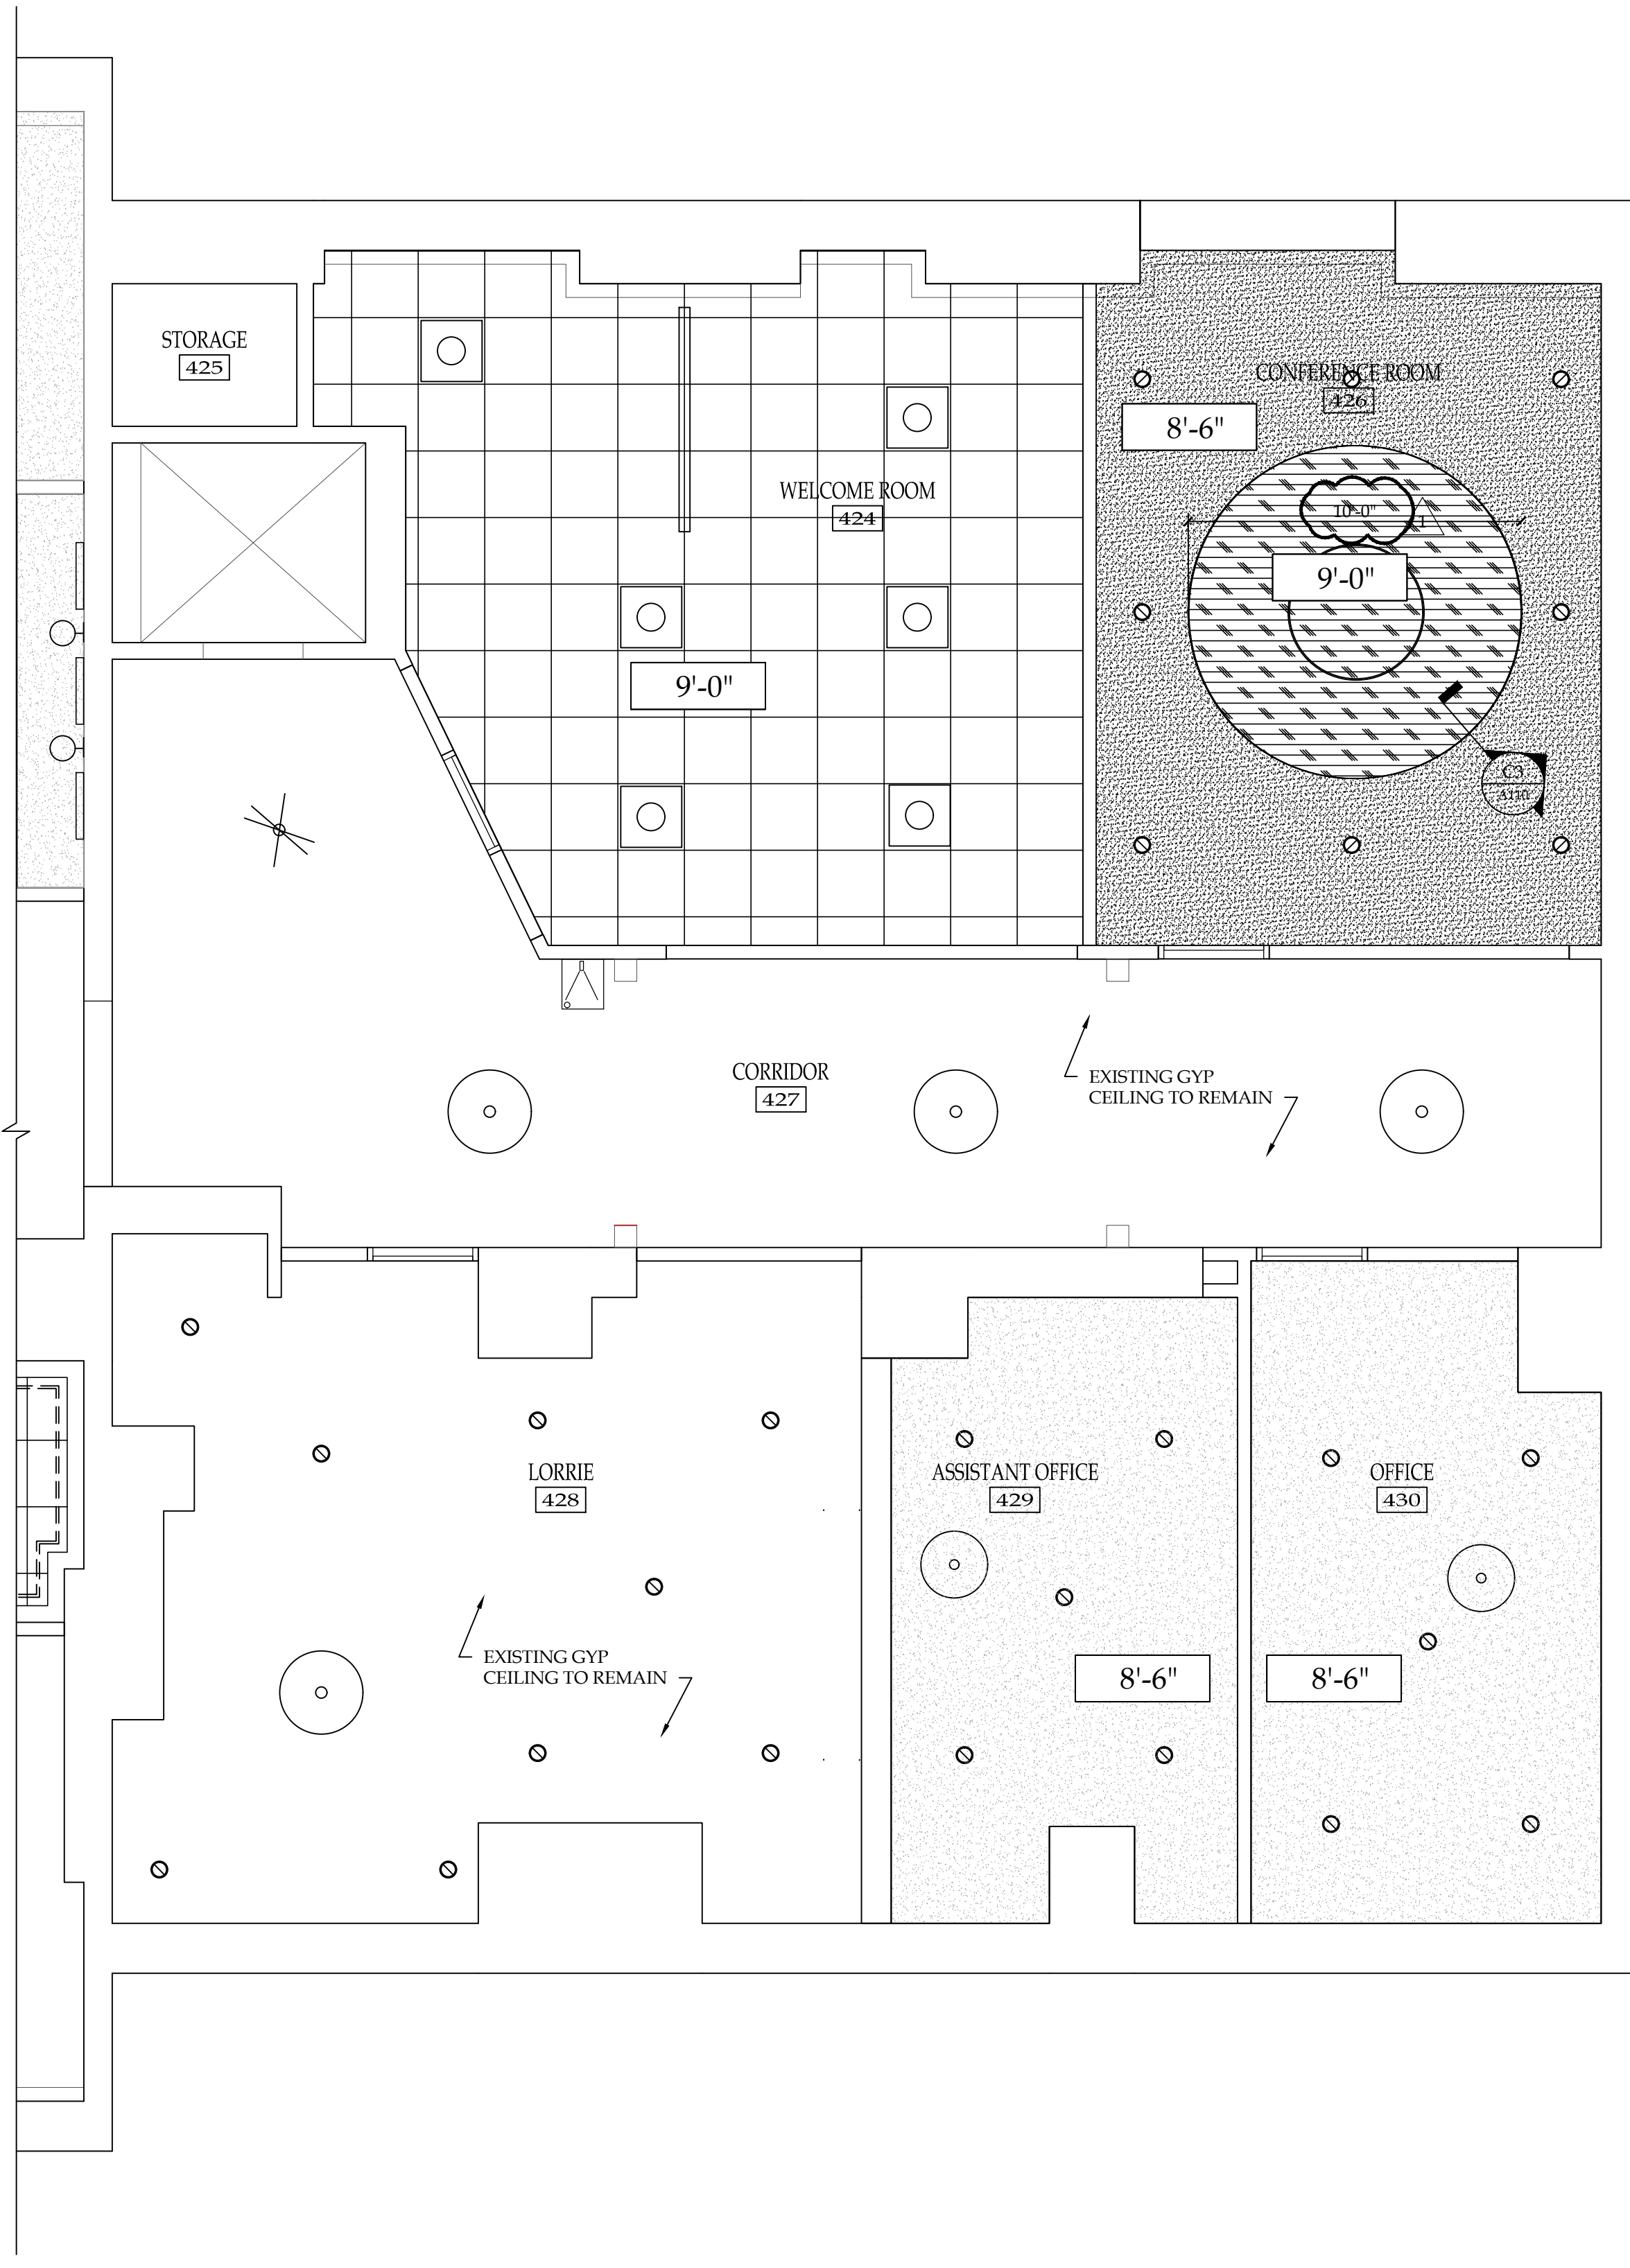 STORAGE
425
CONFERENCE ROOM
426
8'-6"
WELCOME ROOM
424
10'-0"
1
9'-0"
9'-0"
C3
A110
CORRIDOR
427
EXISTING GYP
CEILING TO REMAIN
LORRIE
428
ASSISTANT OFFICE
429
OFFICE
430
EXISTING GYP
CEILING TO REMAIN
8'-6"
8'-6"